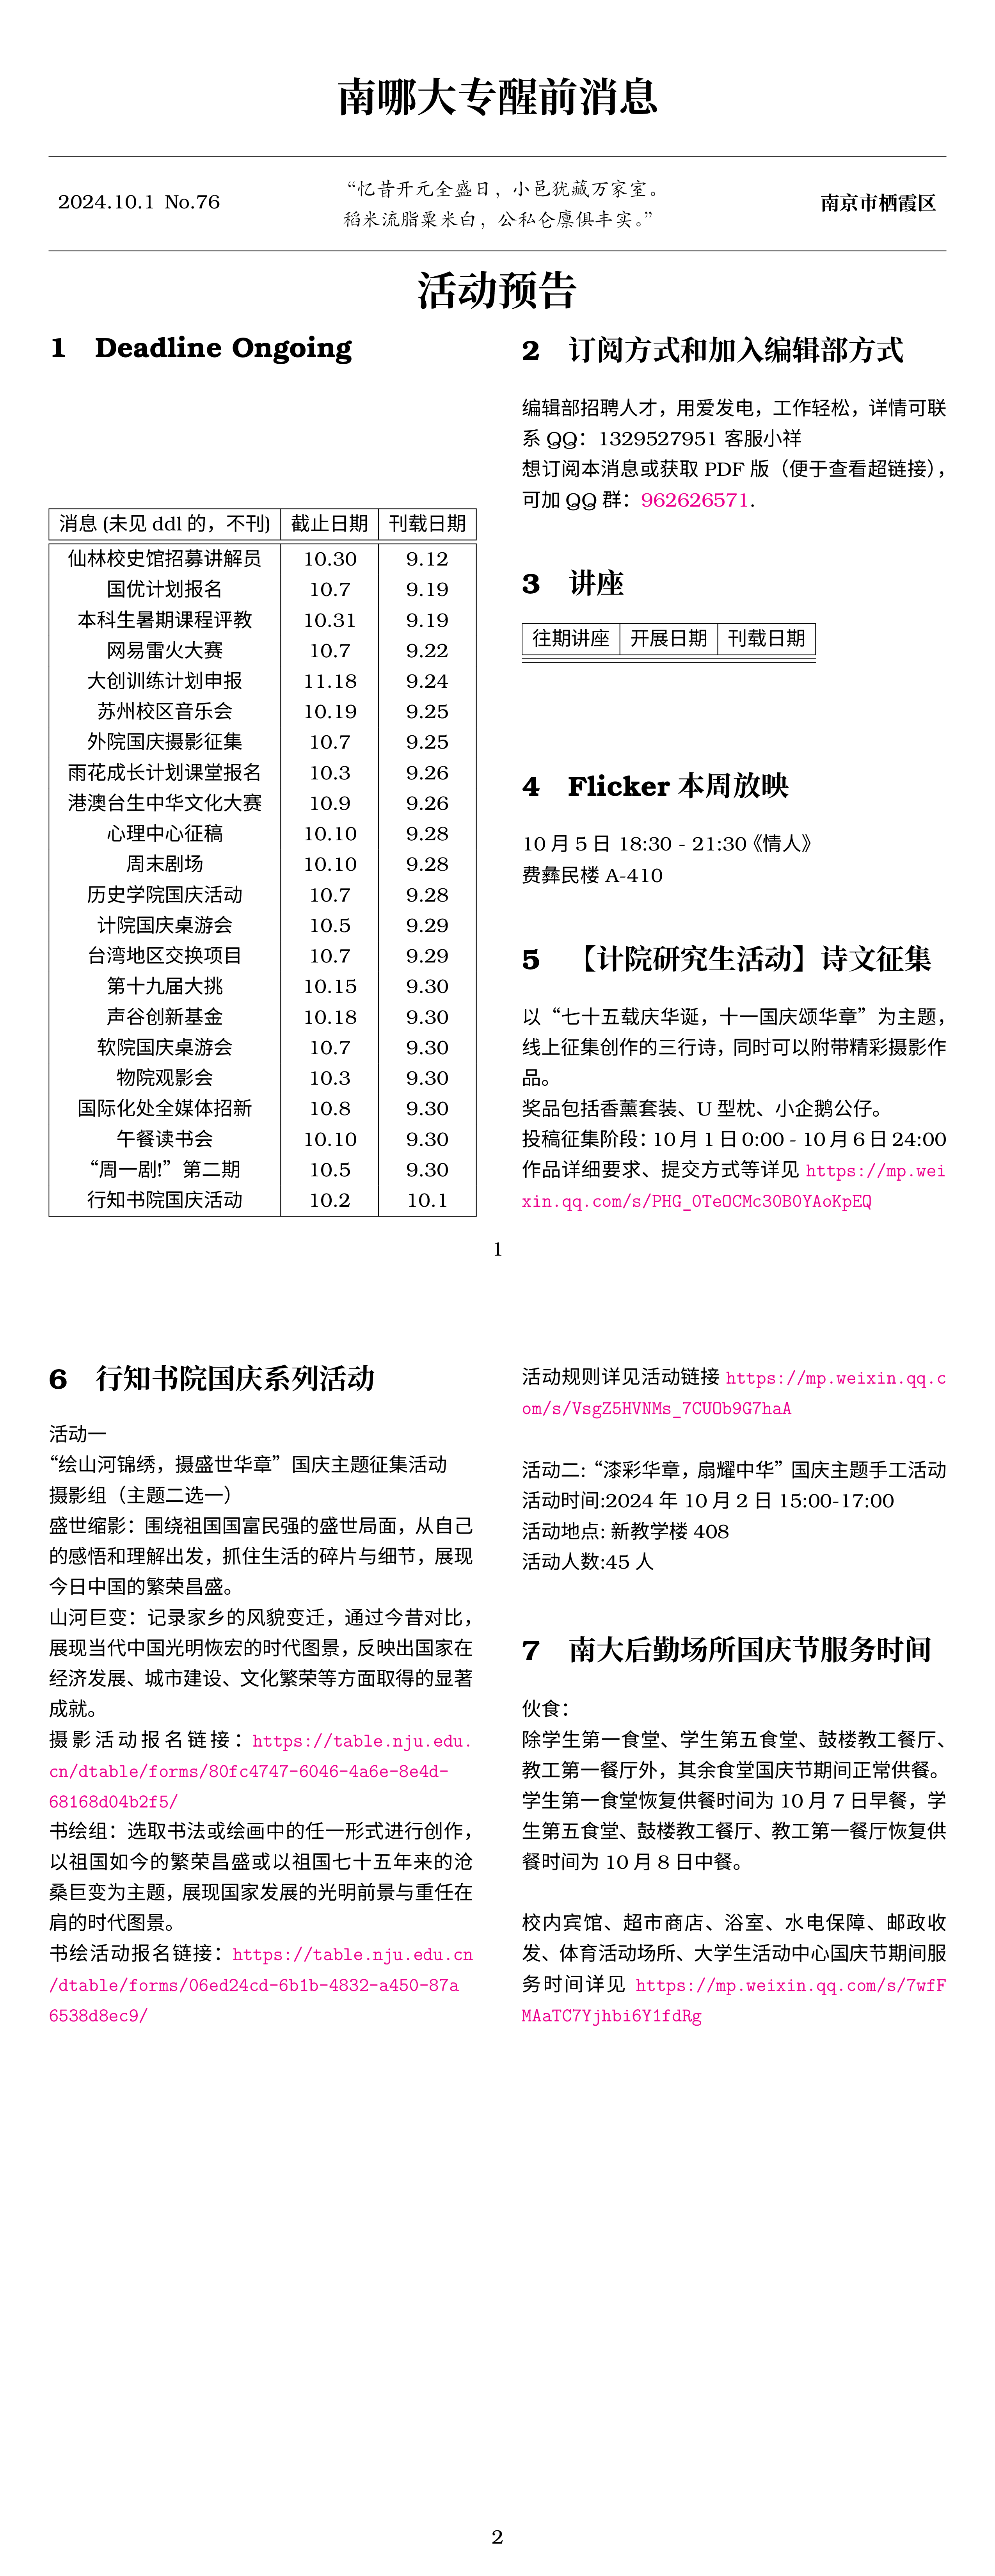 南哪大专醒前消息
2024.10.1 No.76
“忆昔开元全盛日，小邑犹藏万家室。
稻米流脂粟米白，公私仓廪俱丰实。”
南京市栖霞区
活动预告
1 Deadline Ongoing
消息 (未见 ddl 的，不刊) 截止日期 刊载日期
仙林校史馆招募讲解员 10.30 9.12
国优计划报名 10.7 9.19
本科生暑期课程评教 10.31 9.19
网易雷火大赛 10.7 9.22
大创训练计划申报 11.18 9.24
苏州校区音乐会 10.19 9.25
外院国庆摄影征集 10.7 9.25
雨花成长计划课堂报名 10.3 9.26
港澳台生中华文化大赛 10.9 9.26
心理中心征稿 10.10 9.28
周末剧场 10.10 9.28
历史学院国庆活动 10.7 9.28
计院国庆桌游会 10.5 9.29
台湾地区交换项目 10.7 9.29
第十九届大挑 10.15 9.30
声谷创新基金 10.18 9.30
软院国庆桌游会 10.7 9.30
物院观影会 10.3 9.30
国际化处全媒体招新 10.8 9.30
午餐读书会 10.10 9.30
“周一剧!”第二期 10.5 9.30
行知书院国庆活动 10.2 10.1
2 订阅方式和加入编辑部方式
编辑部招聘人才，用爱发电，工作轻松，详情可联
系 QQ：1329527951 客服小祥
想订阅本消息或获取 PDF 版（便于查看超链接），
可加 QQ 群：962626571.
3 讲座
往期讲座 开展日期 刊载日期
4 Flicker 本周放映
10 月 5 日 18:30 - 21:30《情人》
费彝民楼 A-410
5 【计院研究生活动】诗文征集
以“七十五载庆华诞，十一国庆颂华章”为主题，
线上征集创作的三行诗，同时可以附带精彩摄影作
品。
奖品包括香薰套装、U 型枕、小企鹅公仔。
投稿征集阶段：10 月 1 日 0:00 - 10 月 6 日 24:00
作品详细要求、提交方式等详见 https://mp.wei
xin.qq.com/s/PHG_0TeOCMc30B0YAoKpEQ
1
6 行知书院国庆系列活动
活动一
“绘山河锦绣，摄盛世华章”国庆主题征集活动
摄影组（主题二选一）
盛世缩影：围绕祖国国富民强的盛世局面，从自己
的感悟和理解出发，抓住生活的碎片与细节，展现
今日中国的繁荣昌盛。
山河巨变：记录家乡的风貌变迁，通过今昔对比，
展现当代中国光明恢宏的时代图景，反映出国家在
经济发展、城市建设、文化繁荣等方面取得的显著
成就。
摄影活动报名链接：https://table.nju.edu.
cn/dtable/forms/80fc4747-6046-4a6e-8e4d-
68168d04b2f5/
书绘组：选取书法或绘画中的任一形式进行创作，
以祖国如今的繁荣昌盛或以祖国七十五年来的沧
桑巨变为主题，展现国家发展的光明前景与重任在
肩的时代图景。
书绘活动报名链接：https://table.nju.edu.cn
/dtable/forms/06ed24cd-6b1b-4832-a450-87a
6538d8ec9/
活动规则详见活动链接 https://mp.weixin.qq.c
om/s/VsgZ5HVNMs_7CUOb9G7haA
活动二：“漆彩华章，扇耀中华”国庆主题手工活动
活动时间:2024 年 10 月 2 日 15:00-17:00
活动地点: 新教学楼 408
活动人数:45 人
7 南大后勤场所国庆节服务时间
伙食：
除学生第一食堂、学生第五食堂、鼓楼教工餐厅、
教工第一餐厅外，其余食堂国庆节期间正常供餐。
学生第一食堂恢复供餐时间为 10 月 7 日早餐，学
生第五食堂、鼓楼教工餐厅、教工第一餐厅恢复供
餐时间为 10 月 8 日中餐。
校内宾馆、超市商店、浴室、水电保障、邮政收
发、体育活动场所、大学生活动中心国庆节期间服
务时间详见 https://mp.weixin.qq.com/s/7wfF
MAaTC7Yjhbi6Y1fdRg
2